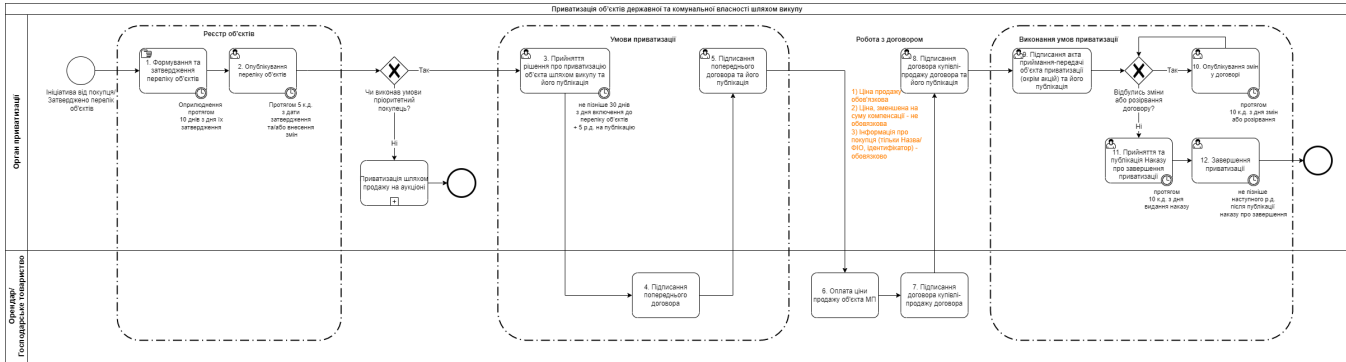 Приватизація об'єктів державної та комунальної власності шляхом викупу
Орган приватизації
Реєстр об'єктів
Ініціатива від покупця/
Затверджено перелік
об'єктів
1. Формування та
затвердження
переліку об'єктів
Оприлюднення
протягом
10 днів з дня їх
затвердження
2. Опублікування
переліку об'єктів
Протягом 5 к.д.
з дати
затвердження
та/або внесення
змін
Чи виконав умови
пріоритетний
покупець?
Так
Ні
Приватизація шляхом
продажу на аукціоні
Умови приватизації
3. Прийняття
рішення про приватизацію
об'єкта шляхом викупу та
його публікація
не пізніше 30 днів
з дня включення до
переліку об'єктів
+ 5 р.д. на публікацію
5. Підписання
попереднього
договора та його
публікація
Робота з договором
1) Ціна продажу -
обов'язкова
2) Ціна, зменшена на
суму компенсації - не
обовязкова
3) Інформація про
покупця (тільки Назва/
ФІО, ідантифікатор) -
обовязково
8. Підписання
договора купівлі-
продажу договора та
його публікація
Виконання умов приватизації
9. Підписання акта
приймання-передачі
об'єкта приватизації
(окрім акцій) та його
публікація
Відбулись зміни
або розірвання
договору?
Так
Ні
10. Опублікування змін
у договорі
протягом
10 к.д. з дня змін
або розірвання
11. Прийняття та
публікація Наказу
про завершення
приватизації
протягом
10 к.д. з дня
видання наказу
12. Завершення
приватизації
не пізніше
наступного р.д.
після публікації
наказу про завершення
Орендар/
Господарське товариство
4. Підписання
попереднього
договора
6. Оплата ціни
продажу об'єкта МП
7. Підписання
договора купівлі-
продажу договора